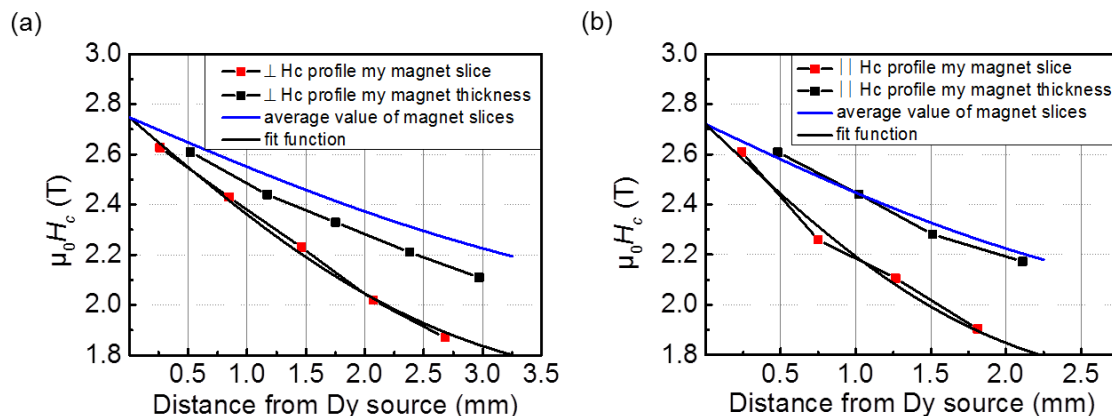 (a)
3.0
2.8
2.6
2.4
2.2
2.0
1.8
μ₀H_c (T)
⊥ Hc profile my magnet slice
⊥ Hc profile my magnet thickness
average value of magnet slices
fit function
0.5 1.0 1.5 2.0 2.5 3.0 3.5
Distance from Dy source (mm)
(b)
3.0
2.8
2.6
2.4
2.2
2.0
1.8
μ₀H_c (T)
|| Hc profile my magnet slice
|| Hc profile my magnet thickness
average value of magnet slices
fit function
0.5 1.0 1.5 2.0 2.5
Distance from Dy source (mm)